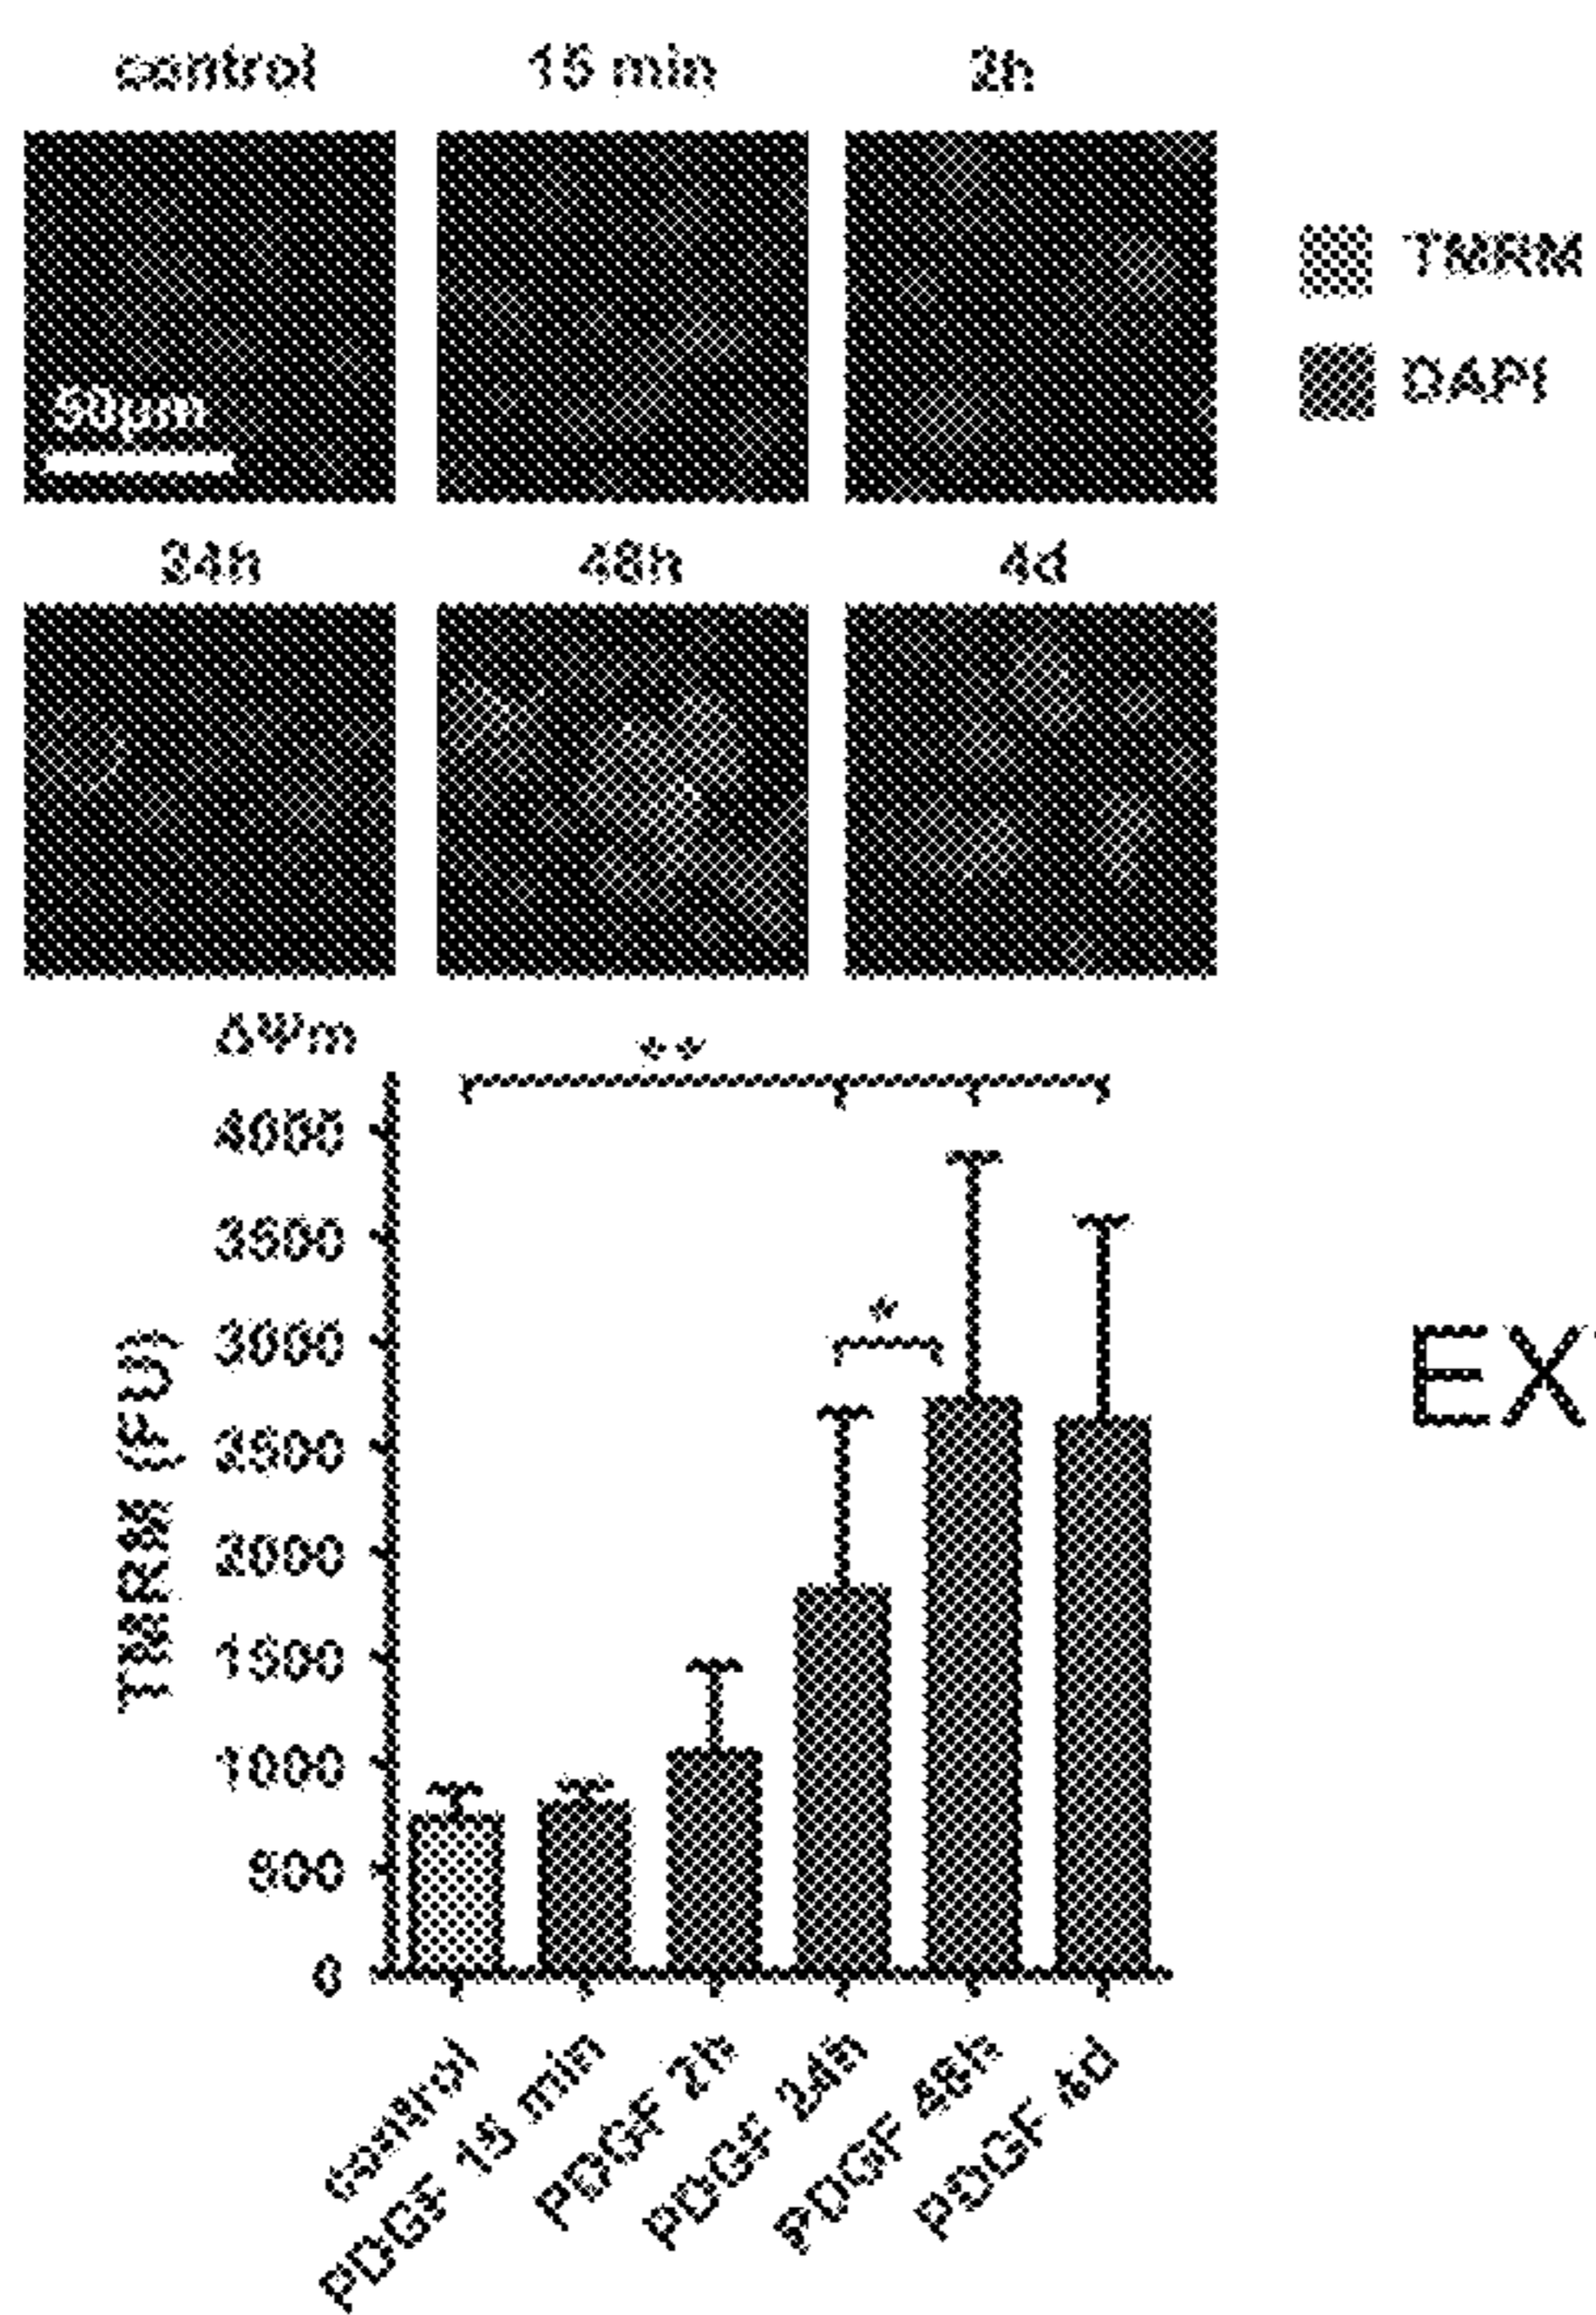 control 15 min 2h
TMRM
DAPI
50µm
24h 48h 4d
ΔΨm
**
4000
3500
3000
2500
2000
1500
1000
500
0
*
TMRM (FU)
EX
control
PDGF 15 min
PDGF 2h
PDGF 24h
PDGF 48h
PDGF 4d